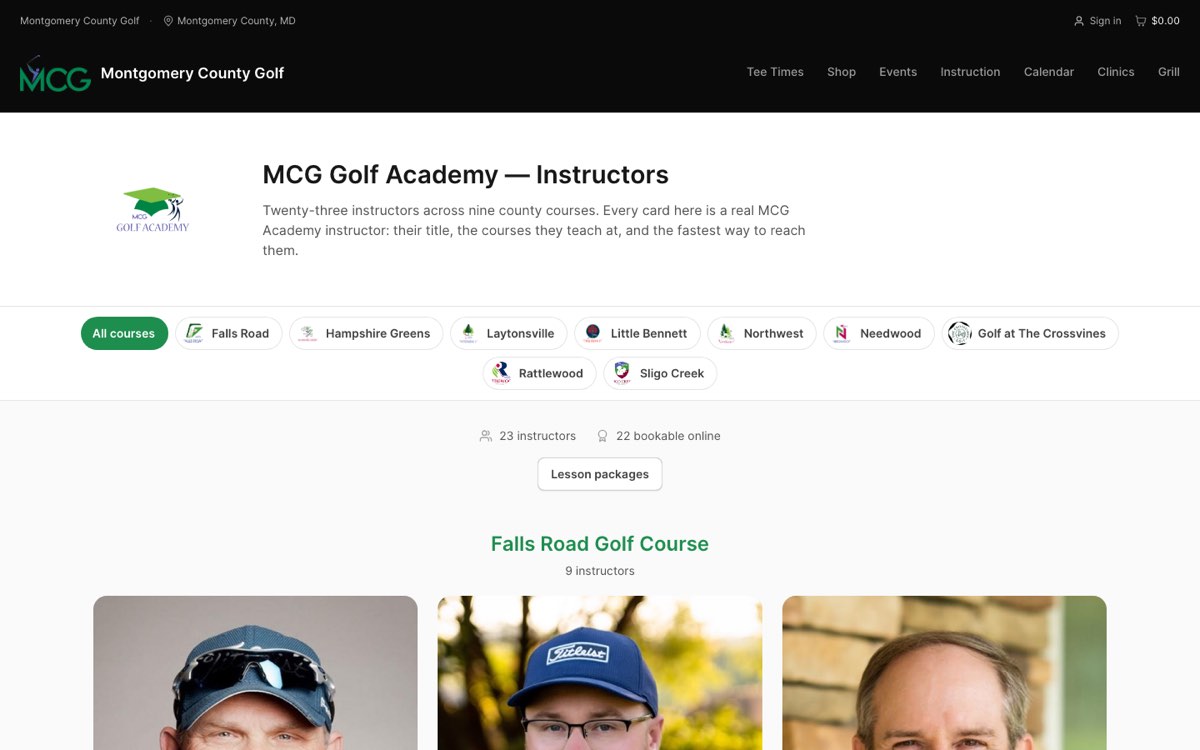 Montgomery County Golf · Montgomery County, MD
Sign in $0.00
MCG Montgomery County Golf
Tee Times Shop Events Instruction Calendar Clinics Grill
MCG Golf Academy — Instructors
MCG
GOLF ACADEMY
Twenty-three instructors across nine county courses. Every card here is a real MCG
Academy instructor: their title, the courses they teach at, and the fastest way to reach
them.
All courses Falls Road Hampshire Greens Laytonsville Little Bennett Northwest Needwood Golf at The Crossvines
Rattlewood Sligo Creek
23 instructors 22 bookable online
Lesson packages
Falls Road Golf Course
9 instructors
Titleist